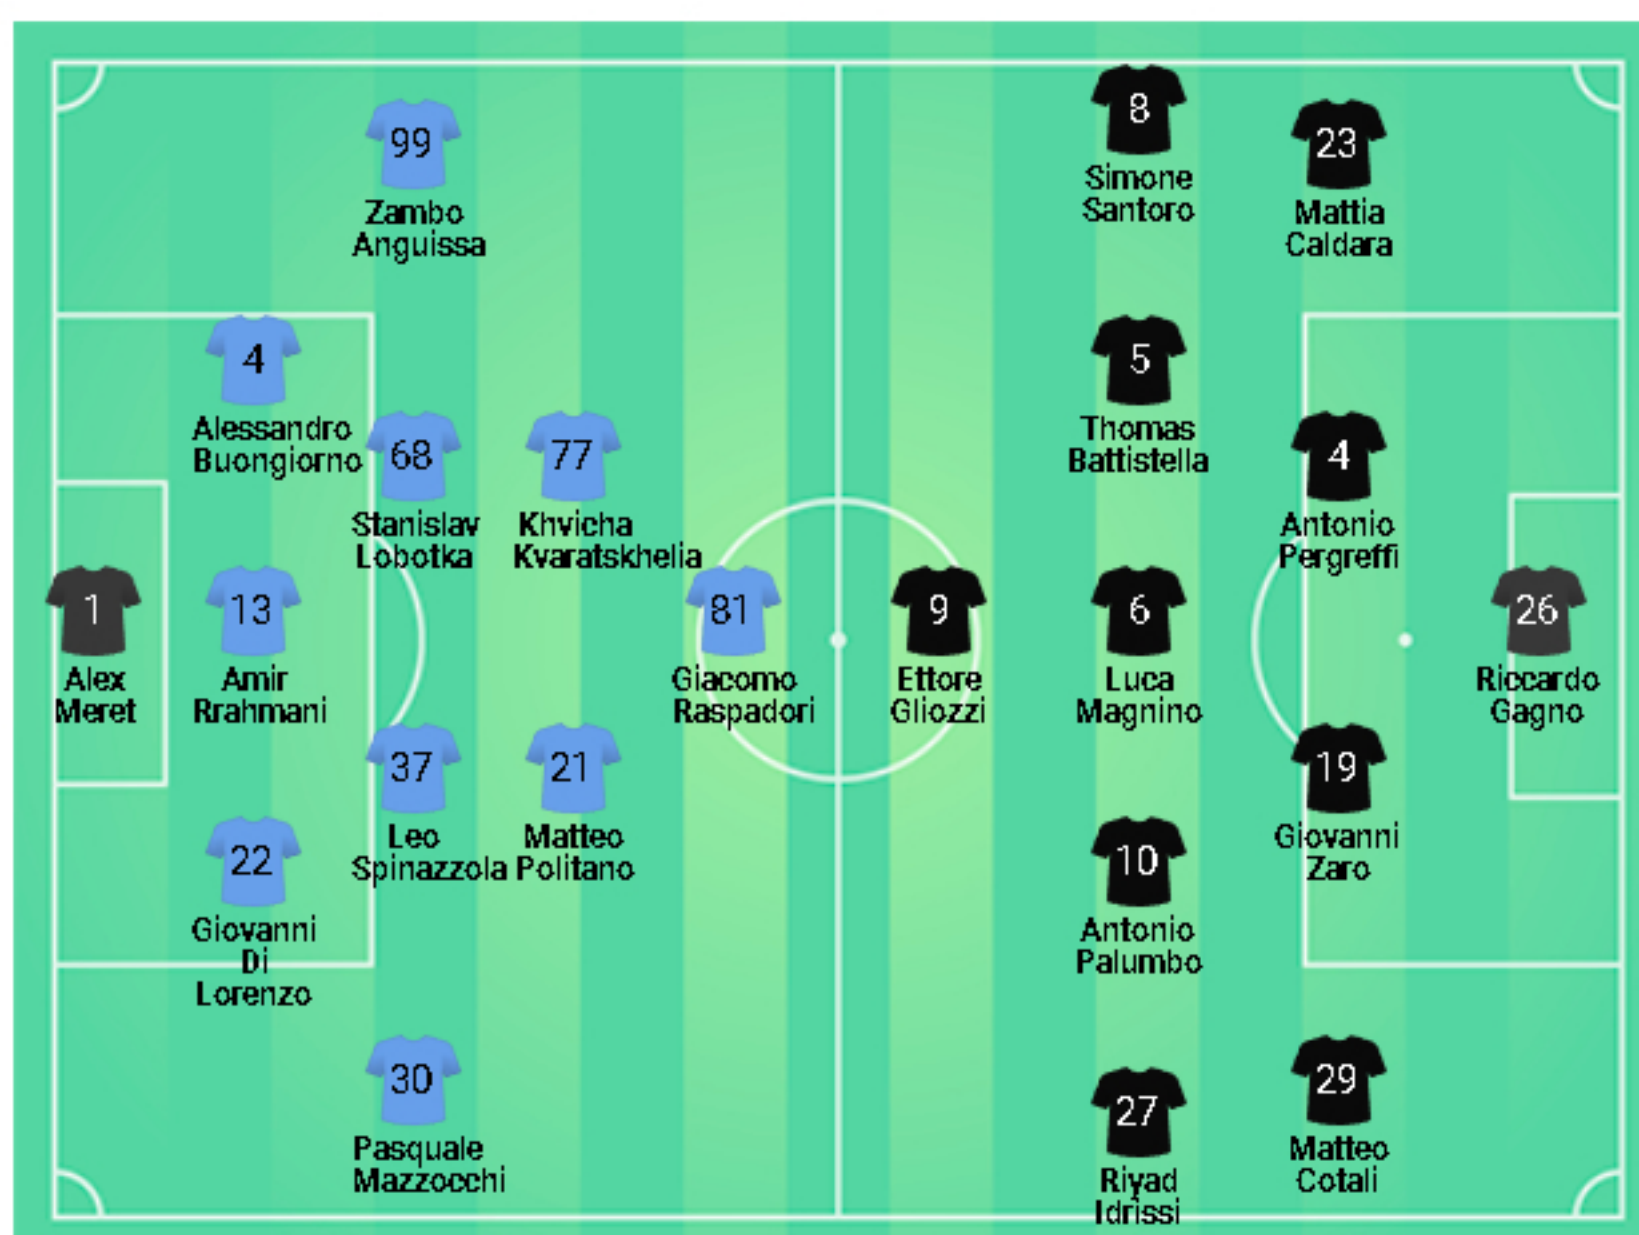 8
Simone
Santoro
99
Zambo
Anguissa
23
Mattia
Caldara
4
Alessandro
Buongiorno
5
Thomas
Battistella
68
Stanislav
Lobotka
77
Khvicha
Kvaratskhelia
4
Antonio
Pergreffi
1
Alex
Meret
13
Amir
Rrahmani
81
Giacomo
Raspadori
9
Ettore
Gliozzi
6
Luca
Magnino
26
Riccardo
Gagno
37
Leo
Spinazzola
21
Matteo
Politano
19
Giovanni
Zaro
22
Giovanni
Di
Lorenzo
10
Antonio
Palumbo
30
Pasquale
Mazzocchi
29
Matteo
Cotali
27
Riyad
Idrissi